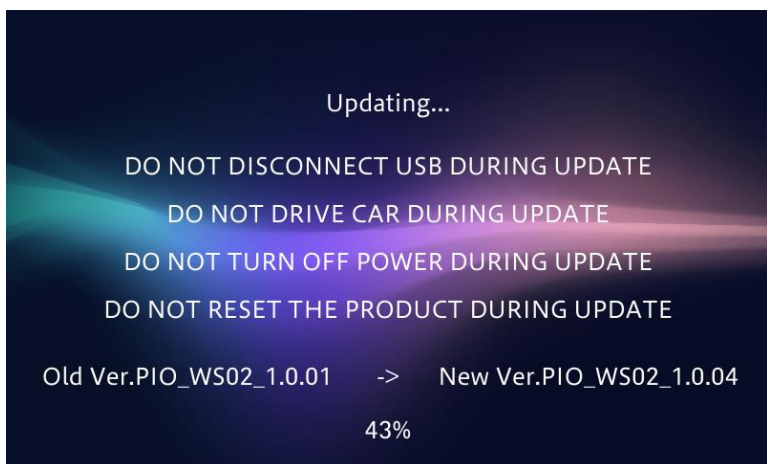 Updating...
DO NOT DISCONNECT USB DURING UPDATE
DO NOT DRIVE CAR DURING UPDATE
DO NOT TURN OFF POWER DURING UPDATE
DO NOT RESET THE PRODUCT DURING UPDATE
Old Ver.PIO_WS02_1.0.01 -> New Ver.PIO_WS02_1.0.04
43%